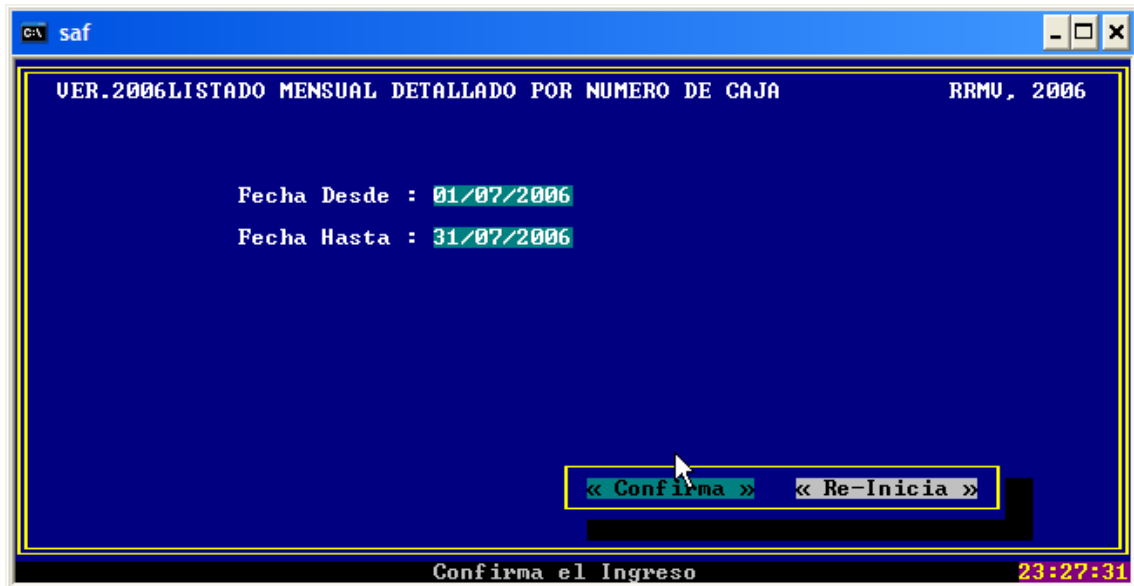 saf
VER.2006LISTADO MENSUAL DETALLADO POR NUMERO DE CAJA RRMV, 2006
Fecha Desde : 01/07/2006
Fecha Hasta : 31/07/2006
« Confirma » « Re-Inicia »
Confirma el Ingreso 23:27:31